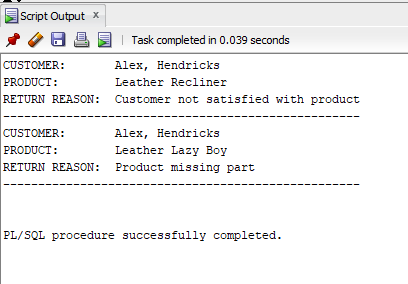 Script Output x
Task completed in 0.039 seconds
CUSTOMER: Alex, Hendricks
PRODUCT: Leather Recliner
RETURN REASON: Customer not satisfied with product
---------------------------------------------------
CUSTOMER: Alex, Hendricks
PRODUCT: Leather Lazy Boy
RETURN REASON: Product missing part
---------------------------------------------------
PL/SQL procedure successfully completed.